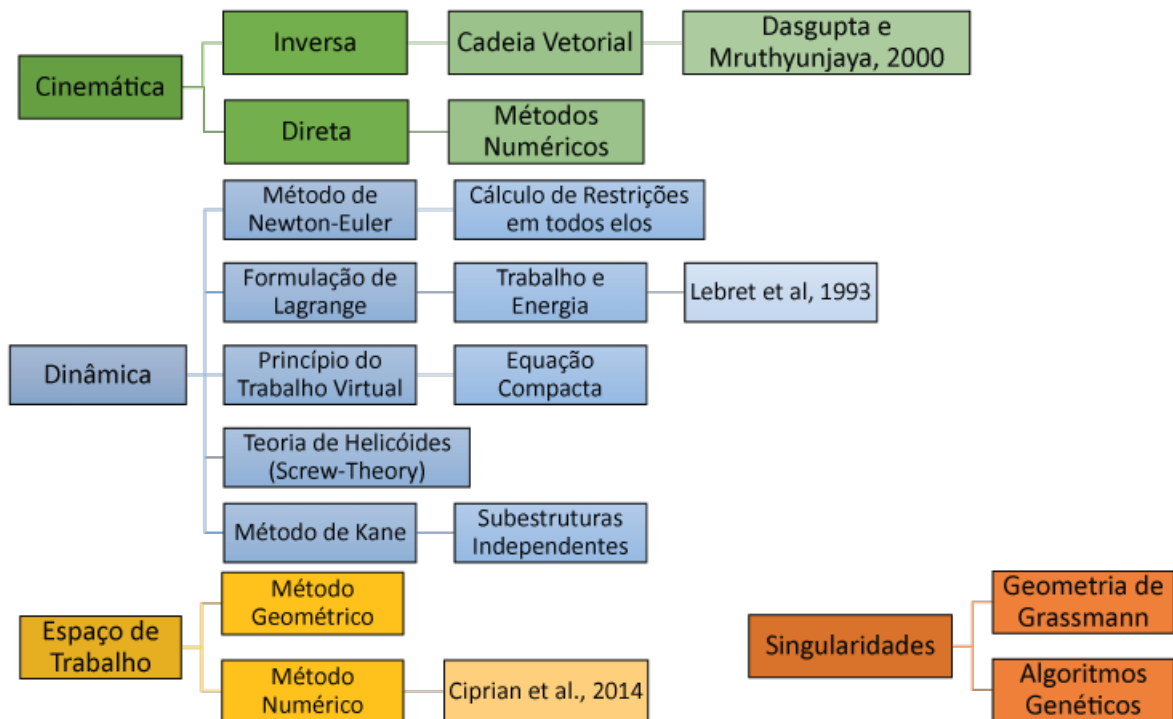 Cinemática
Inversa
Cadeia Vetorial
Dasgupta e
Mruthyunjaya, 2000
Direta
Métodos
Numéricos
Dinâmica
Método de
Newton-Euler
Cálculo de Restrições
em todos elos
Formulação de
Lagrange
Trabalho e
Energia
Lebret et al, 1993
Princípio do
Trabalho Virtual
Equação
Compacta
Teoria de Helicóides
(Screw-Theory)
Método de Kane
Subestruturas
Independentes
Espaço de
Trabalho
Método
Geométrico
Método
Numérico
Ciprian et al., 2014
Singularidades
Geometria de
Grassmann
Algoritmos
Genéticos